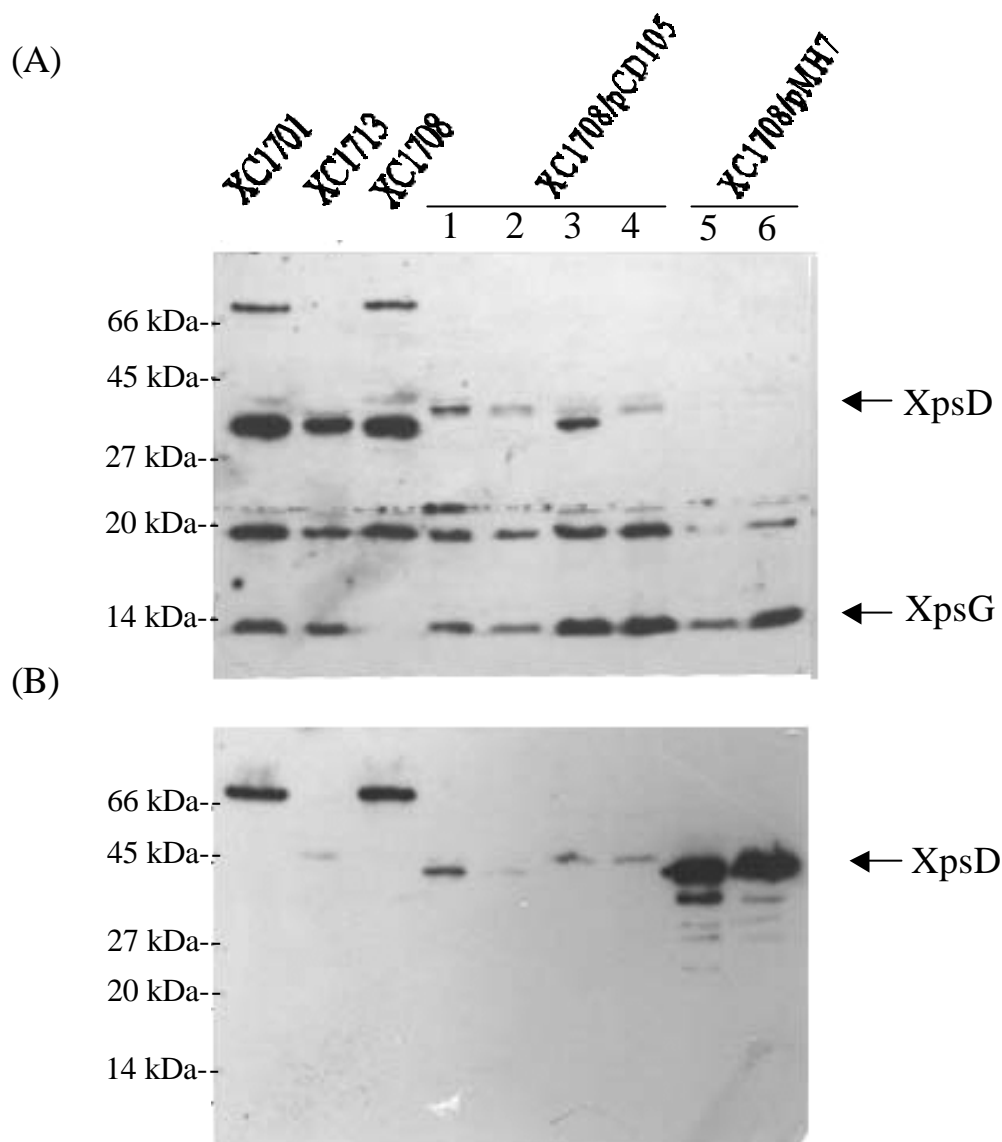 (A)
XC1701
XC1713
XC1708
XC1708/pCD105
XC1708/pMH7
1 2 3 4 5 6
66 kDa--
45 kDa--
XpsD
27 kDa--
20 kDa--
14 kDa--
XpsG
(B)
66 kDa--
45 kDa--
XpsD
27 kDa--
20 kDa--
14 kDa--